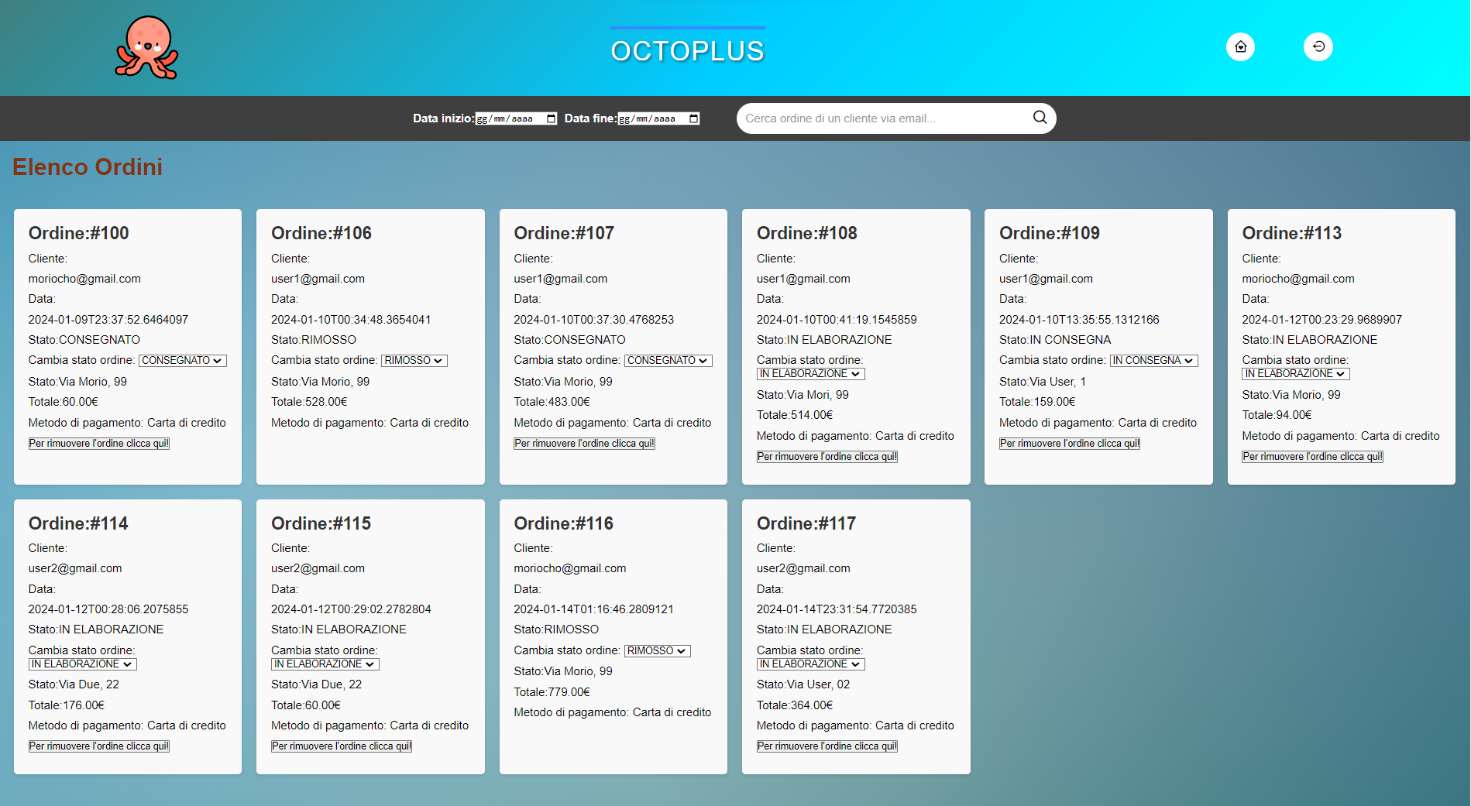 OCTOPLUS
Data inizio: gg/mm/aaaa Data fine: gg/mm/aaaa Cerca ordine di un cliente via email...
Elenco Ordini
Ordine:#100
Cliente:
moriocho@gmail.com
Data:
2024-01-09T23:37:52.6464097
Stato:CONSEGNATO
Cambia stato ordine: CONSEGNATO
Stato:Via Morio, 99
Totale:60.00€
Metodo di pagamento: Carta di credito
Per rimuovere l'ordine clicca qui!
Ordine:#106
Cliente:
user1@gmail.com
Data:
2024-01-10T00:34:48.3654041
Stato:RIMOSSO
Cambia stato ordine: RIMOSSO
Stato:Via Morio, 99
Totale:528.00€
Metodo di pagamento: Carta di credito
Ordine:#107
Cliente:
user1@gmail.com
Data:
2024-01-10T00:37:30.4768253
Stato:CONSEGNATO
Cambia stato ordine: CONSEGNATO
Stato:Via Morio, 99
Totale:483.00€
Metodo di pagamento: Carta di credito
Per rimuovere l'ordine clicca qui!
Ordine:#108
Cliente:
user1@gmail.com
Data:
2024-01-10T00:41:19.1545859
Stato:IN ELABORAZIONE
Cambia stato ordine:
IN ELABORAZIONE
Stato:Via Mori, 99
Totale:514.00€
Metodo di pagamento: Carta di credito
Per rimuovere l'ordine clicca qui!
Ordine:#109
Cliente:
user1@gmail.com
Data:
2024-01-10T13:35:55.1312166
Stato:IN CONSEGNA
Cambia stato ordine: IN CONSEGNA
Stato:Via User, 1
Totale:159.00€
Metodo di pagamento: Carta di credito
Per rimuovere l'ordine clicca qui!
Ordine:#113
Cliente:
moriocho@gmail.com
Data:
2024-01-12T00:23:29.9689907
Stato:IN ELABORAZIONE
Cambia stato ordine:
IN ELABORAZIONE
Stato:Via Morio, 99
Totale:94.00€
Metodo di pagamento: Carta di credito
Per rimuovere l'ordine clicca qui!
Ordine:#114
Cliente:
user2@gmail.com
Data:
2024-01-12T00:28:06.2075855
Stato:IN ELABORAZIONE
Cambia stato ordine:
IN ELABORAZIONE
Stato:Via Due, 22
Totale:176.00€
Metodo di pagamento: Carta di credito
Per rimuovere l'ordine clicca qui!
Ordine:#115
Cliente:
user2@gmail.com
Data:
2024-01-12T00:29:02.2782804
Stato:IN ELABORAZIONE
Cambia stato ordine:
IN ELABORAZIONE
Stato:Via Due, 22
Totale:60.00€
Metodo di pagamento: Carta di credito
Per rimuovere l'ordine clicca qui!
Ordine:#116
Cliente:
moriocho@gmail.com
Data:
2024-01-14T01:16:46.2809121
Stato:RIMOSSO
Cambia stato ordine: RIMOSSO
Stato:Via Morio, 99
Totale:779.00€
Metodo di pagamento: Carta di credito
Ordine:#117
Cliente:
user2@gmail.com
Data:
2024-01-14T23:31:54.7720385
Stato:IN ELABORAZIONE
Cambia stato ordine:
IN ELABORAZIONE
Stato:Via User, 02
Totale:364.00€
Metodo di pagamento: Carta di credito
Per rimuovere l'ordine clicca qui!